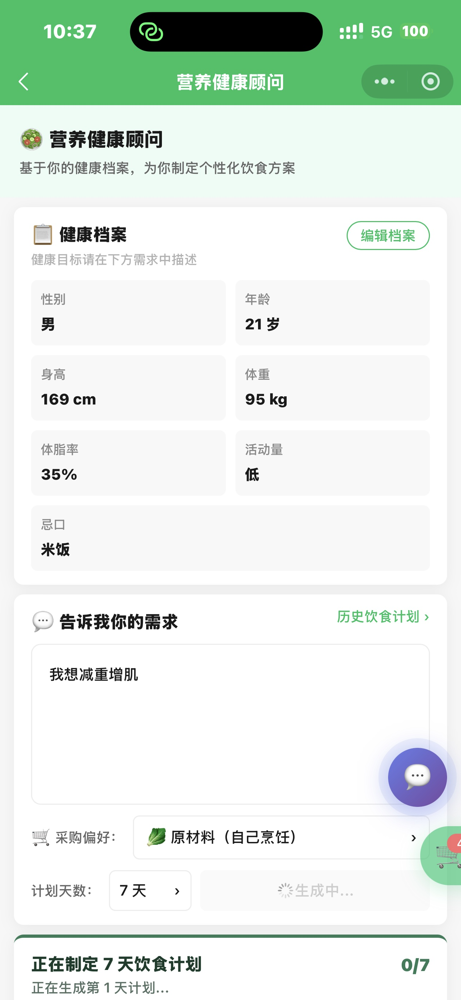 10:37
5G 100
营养健康顾问
营养健康顾问
基于你的健康档案，为你制定个性化饮食方案
健康档案
编辑档案
健康目标请在下方需求中描述
性别
男
年龄
21 岁
身高
169 cm
体重
95 kg
体脂率
35%
活动量
低
忌口
米饭
告诉我你的需求
历史饮食计划 ›
我想减重增肌
采购偏好：
原材料（自己烹饪） ›
4
计划天数：
7 天 ›
生成中...
正在制定 7 天饮食计划
0/7
正在生成第 1 天计划...